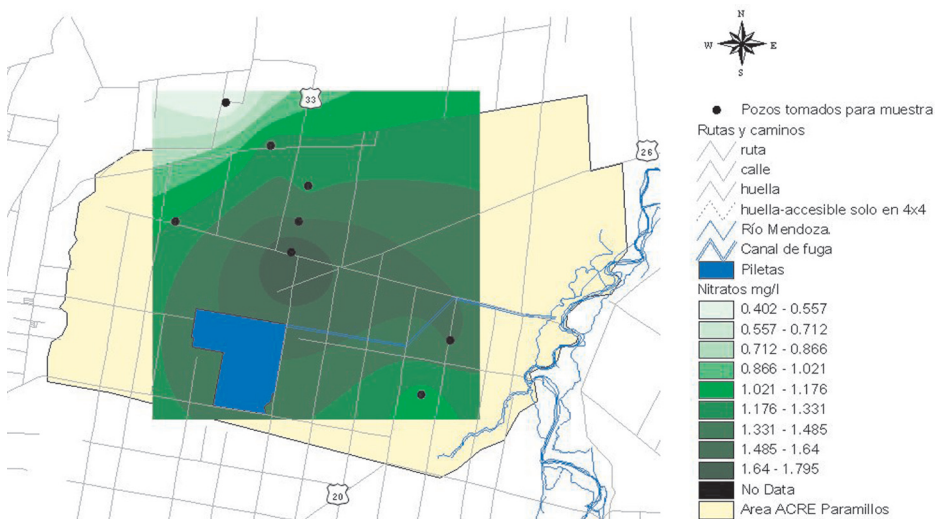 N
W
E
S
33
26
20
Pozos tomados para muestra
Rutas y caminos
ruta
calle
huella
huella-accesible solo en 4x4
Río Mendoza.
Canal de fuga
Piletas
Nitratos mg/l
0.402 - 0.557
0.557 - 0.712
0.712 - 0.866
0.866 - 1.021
1.021 - 1.176
1.176 - 1.331
1.331 - 1.485
1.485 - 1.64
1.64 - 1.795
No Data
Area ACRE Paramillos